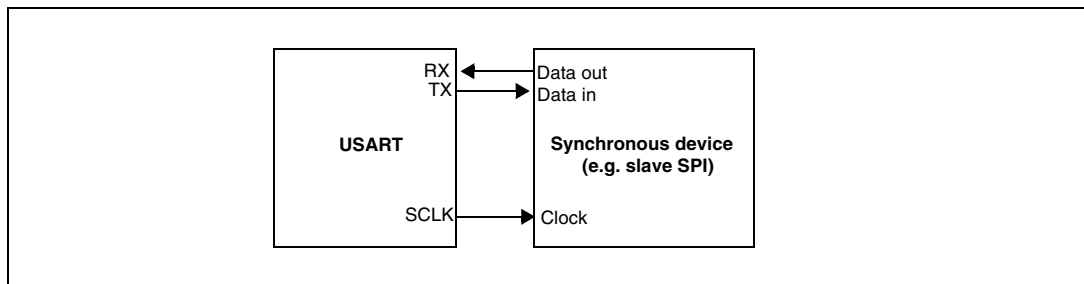 RX
TX
USART
SCLK
Data out
Data in
Synchronous device
(e.g. slave SPI)
Clock